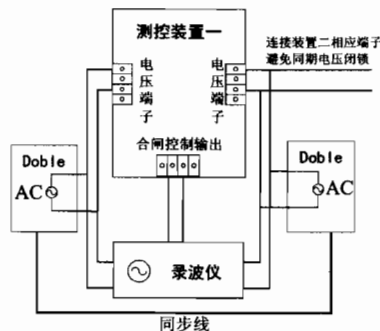 测控装置一
电压端子
电压端子
连接装置二相应端子
避免同期电压闭锁
合闸控制输出
Doble
AC
Doble
AC
录波仪
同步线